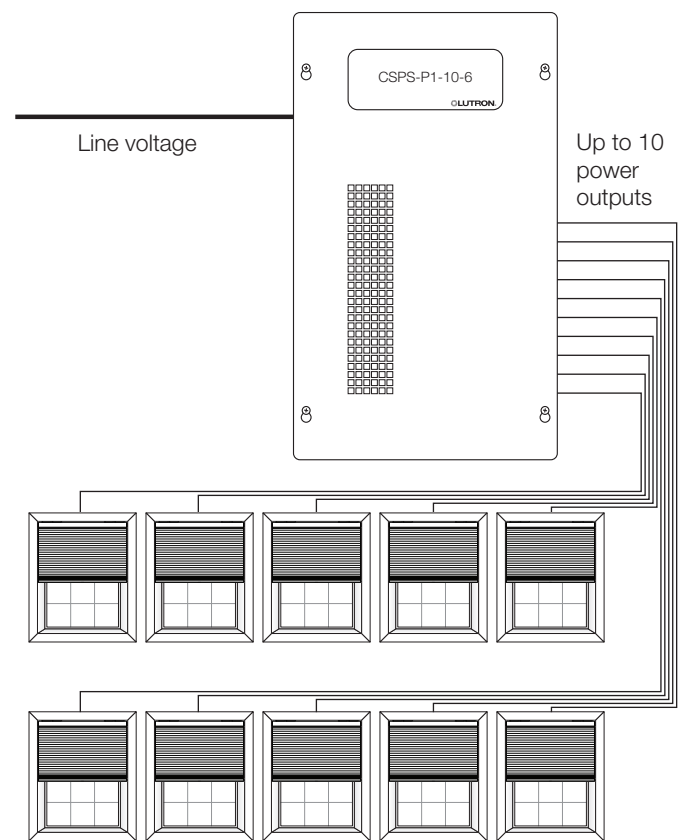 CSPS-P1-10-6
LUTRON
Line voltage
Up to 10
power
outputs